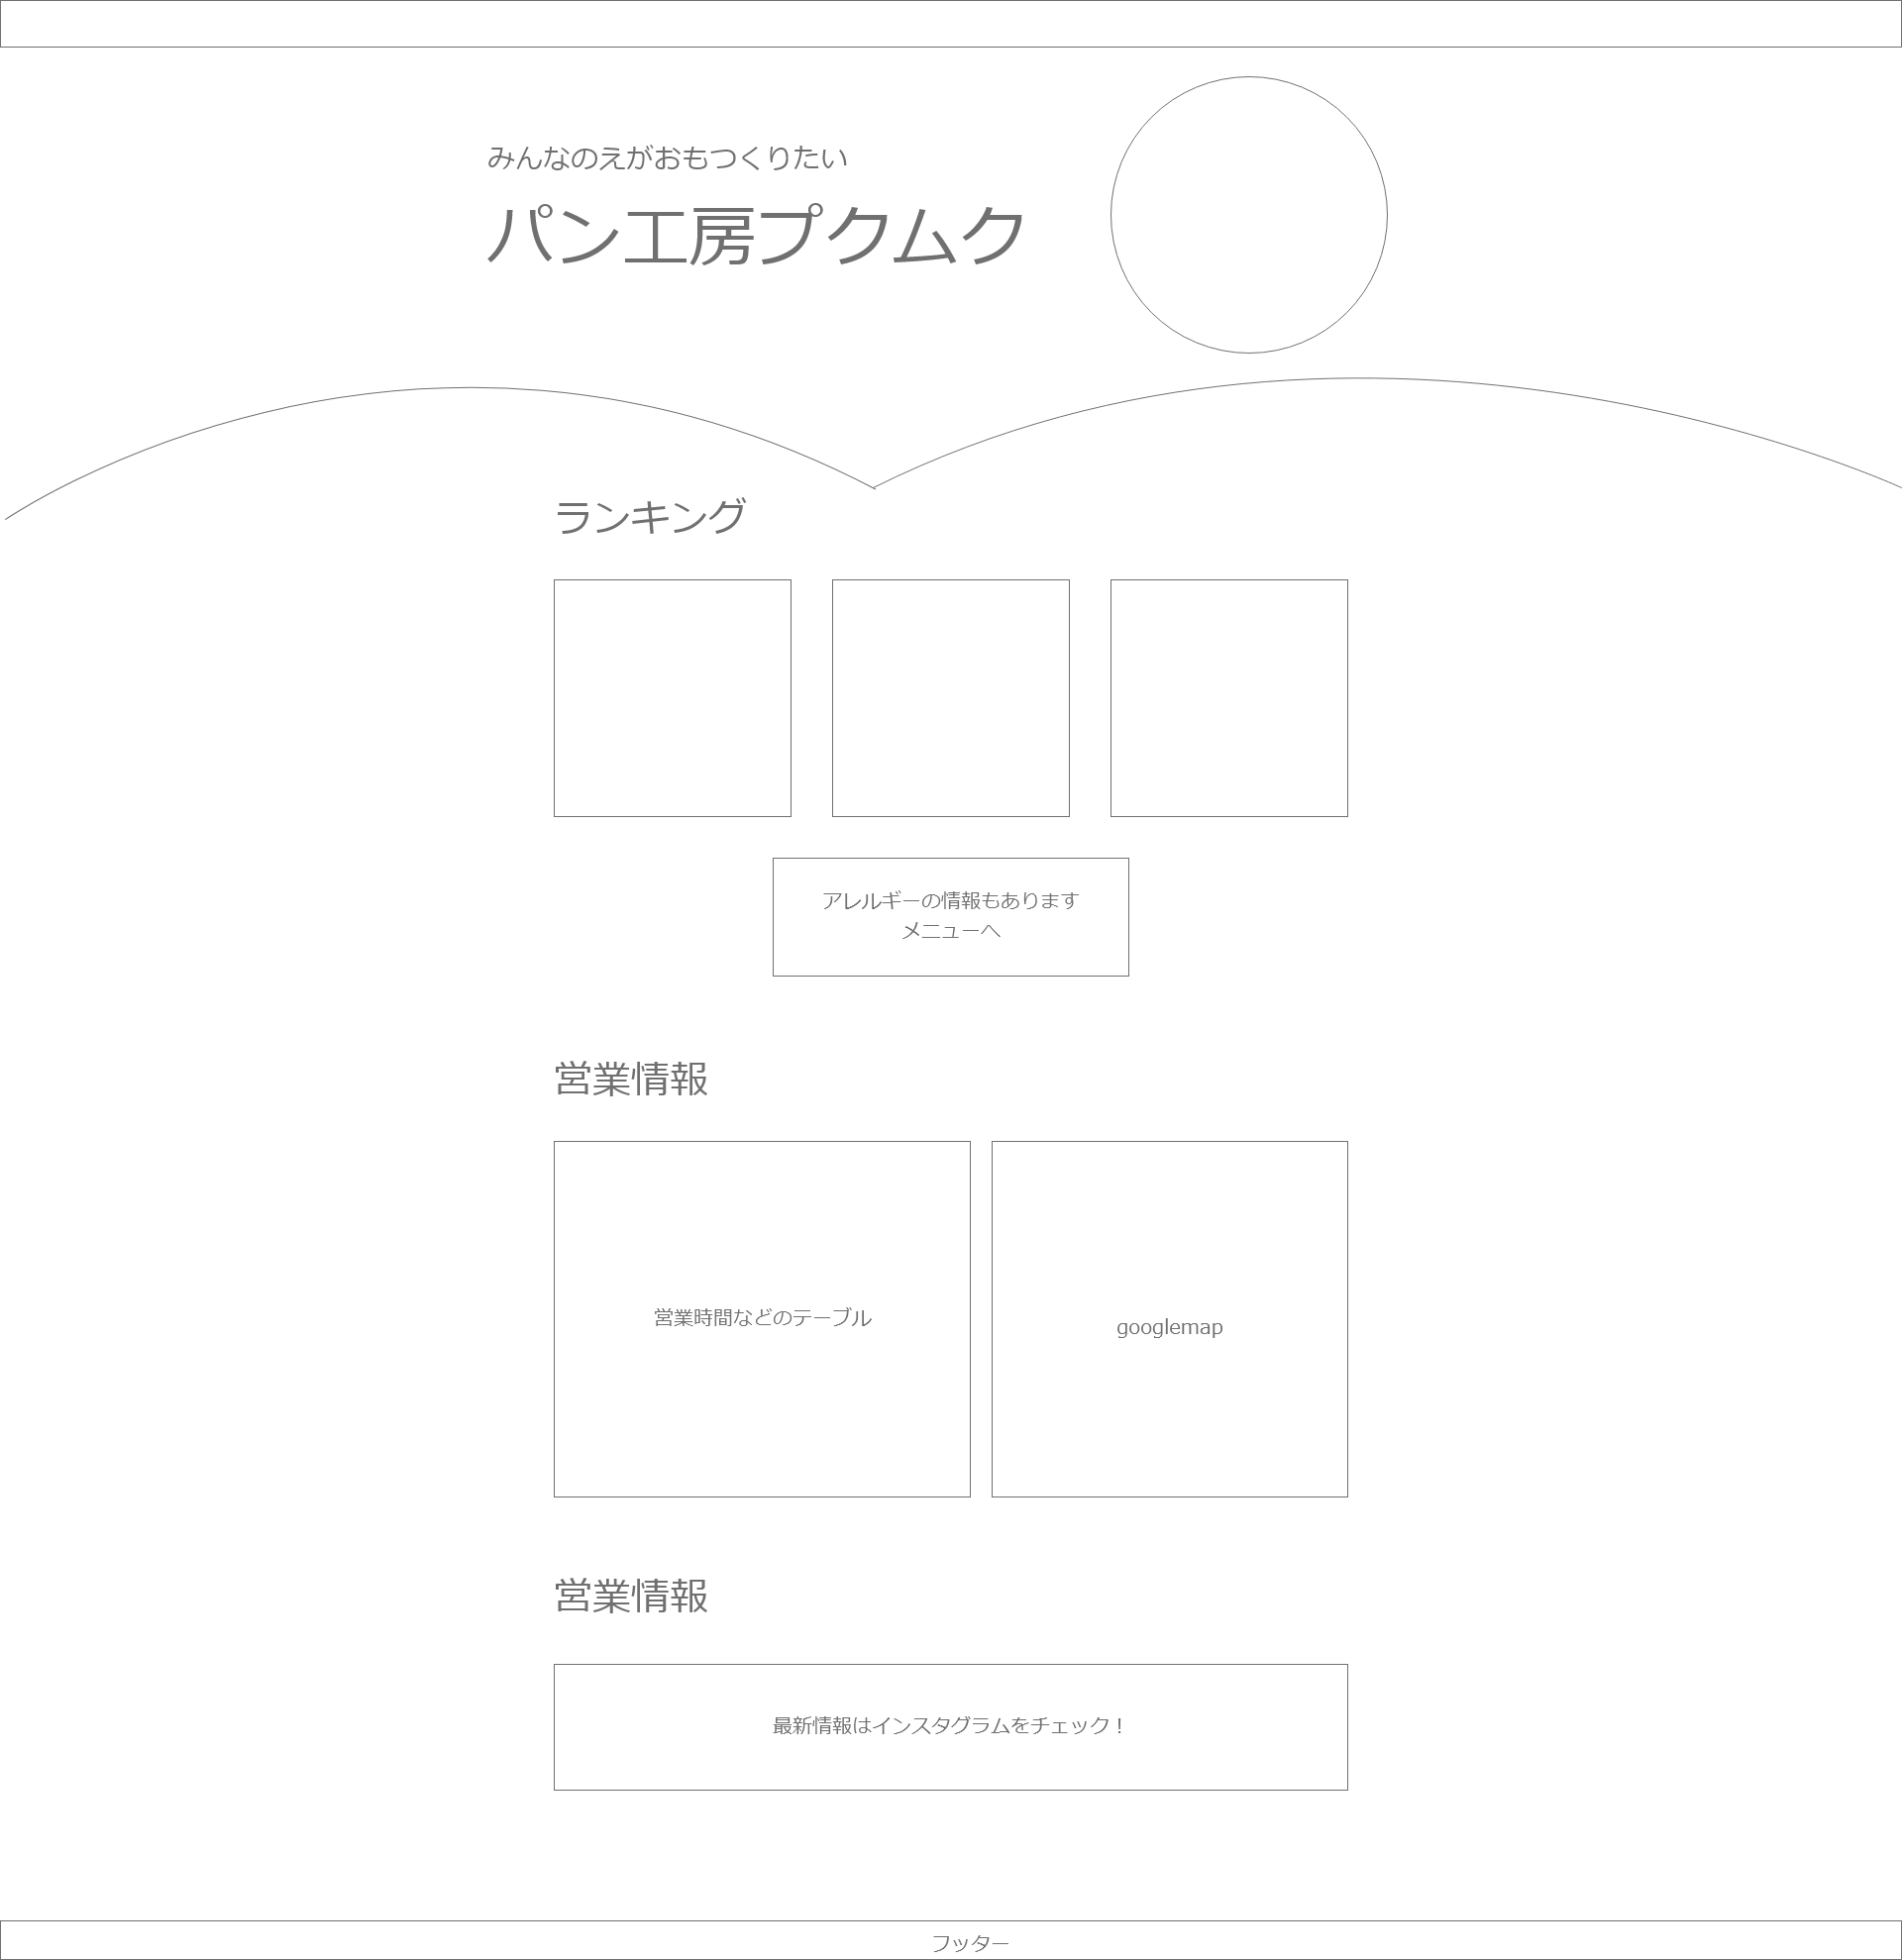 みんなのえがおもつくりたい
パン工房プクムク
ランキング
アレルギーの情報もあります
メニューへ
営業情報
営業時間などのテーブル
googlemap
営業情報
最新情報はインスタグラムをチェック！
フッター